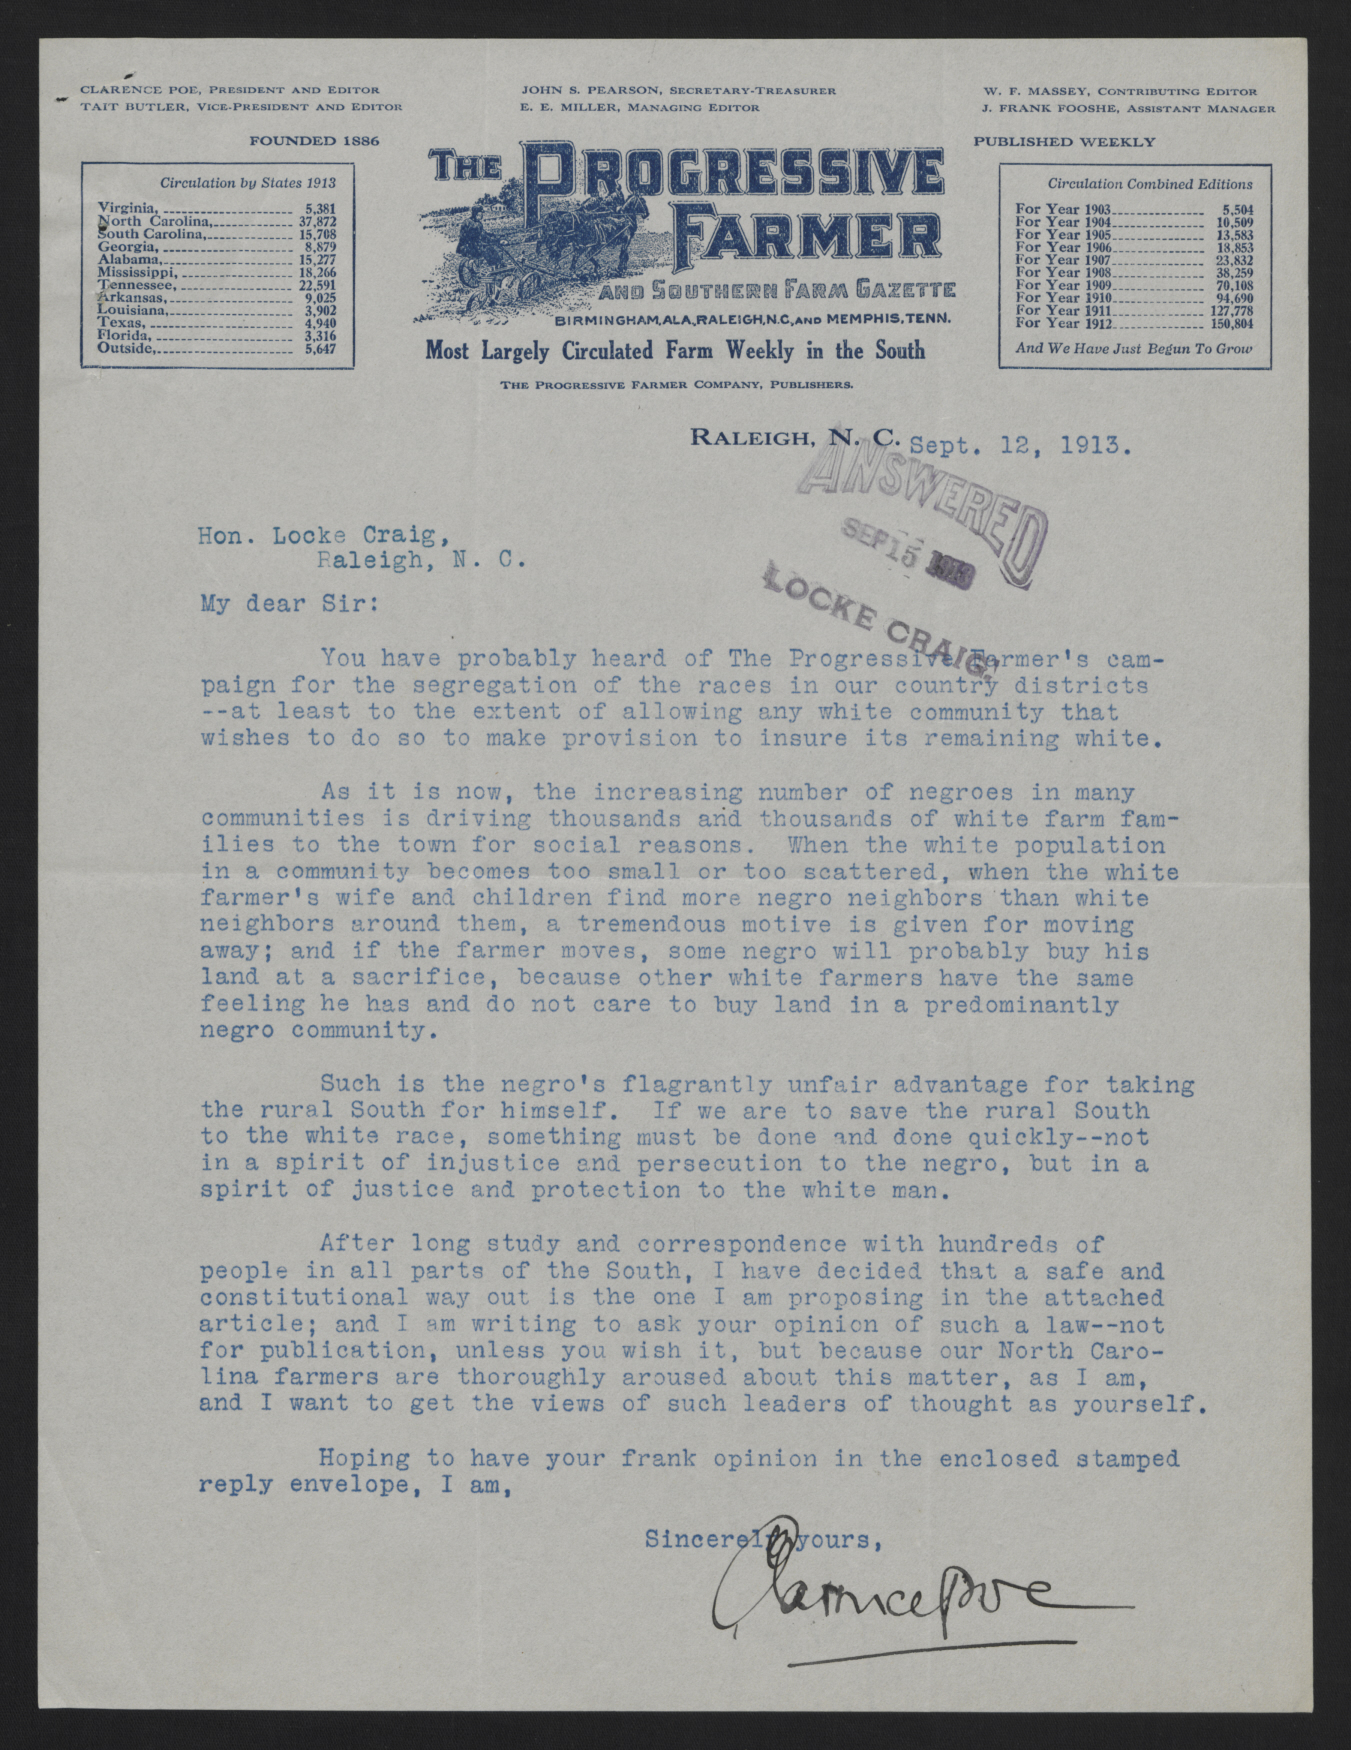 CLARENCE POE, PRESIDENT AND EDITOR
TAIT BUTLER, VICE-PRESIDENT AND EDITOR
JOHN S. PEARSON, SECRETARY-TREASURER
E. E. MILLER, MANAGING EDITOR
W. F. MASSEY, CONTRIBUTING EDITOR
J. FRANK FOOSHE, ASSISTANT MANAGER
FOUNDED 1886
PUBLISHED WEEKLY
Circulation by States 1913
Virginia, 5,381
North Carolina, 37,872
South Carolina, 15,708
Georgia, 8,879
Alabama, 15,277
Mississippi, 18,266
Tennessee, 22,591
Arkansas, 9,025
Louisiana, 3,902
Texas, 4,940
Florida, 3,316
Outside, 5,647
THE PROGRESSIVE
FARMER
AND SOUTHERN FARM GAZETTE
BIRMINGHAM, ALA, RALEIGH, N.C, AND MEMPHIS, TENN.
Most Largely Circulated Farm Weekly in the South
THE PROGRESSIVE FARMER COMPANY, PUBLISHERS.
Circulation Combined Editions
For Year 1903 5,504
For Year 1904 10,509
For Year 1905 13,583
For Year 1906 18,853
For Year 1907 23,832
For Year 1908 38,259
For Year 1909 70,108
For Year 1910 94,690
For Year 1911 127,778
For Year 1912 150,804
And We Have Just Begun To Grow
RALEIGH, N. C. Sept. 12, 1913.
ANSWERED
SEP 15 1913
LOCKE CRAIG.
Hon. Locke Craig,
Raleigh, N. C.
My dear Sir:
You have probably heard of The Progressive Farmer's cam-
paign for the segregation of the races in our country districts
--at least to the extent of allowing any white community that
wishes to do so to make provision to insure its remaining white.
As it is now, the increasing number of negroes in many
communities is driving thousands and thousands of white farm fam-
ilies to the town for social reasons. When the white population
in a community becomes too small or too scattered, when the white
farmer's wife and children find more negro neighbors than white
neighbors around them, a tremendous motive is given for moving
away; and if the farmer moves, some negro will probably buy his
land at a sacrifice, because other white farmers have the same
feeling he has and do not care to buy land in a predominantly
negro community.
Such is the negro's flagrantly unfair advantage for taking
the rural South for himself. If we are to save the rural South
to the white race, something must be done and done quickly--not
in a spirit of injustice and persecution to the negro, but in a
spirit of justice and protection to the white man.
After long study and correspondence with hundreds of
people in all parts of the South, I have decided that a safe and
constitutional way out is the one I am proposing in the attached
article; and I am writing to ask your opinion of such a law--not
for publication, unless you wish it, but because our North Caro-
lina farmers are thoroughly aroused about this matter, as I am,
and I want to get the views of such leaders of thought as yourself.
Hoping to have your frank opinion in the enclosed stamped
reply envelope, I am,
Sincerely yours,
Clarence Poe